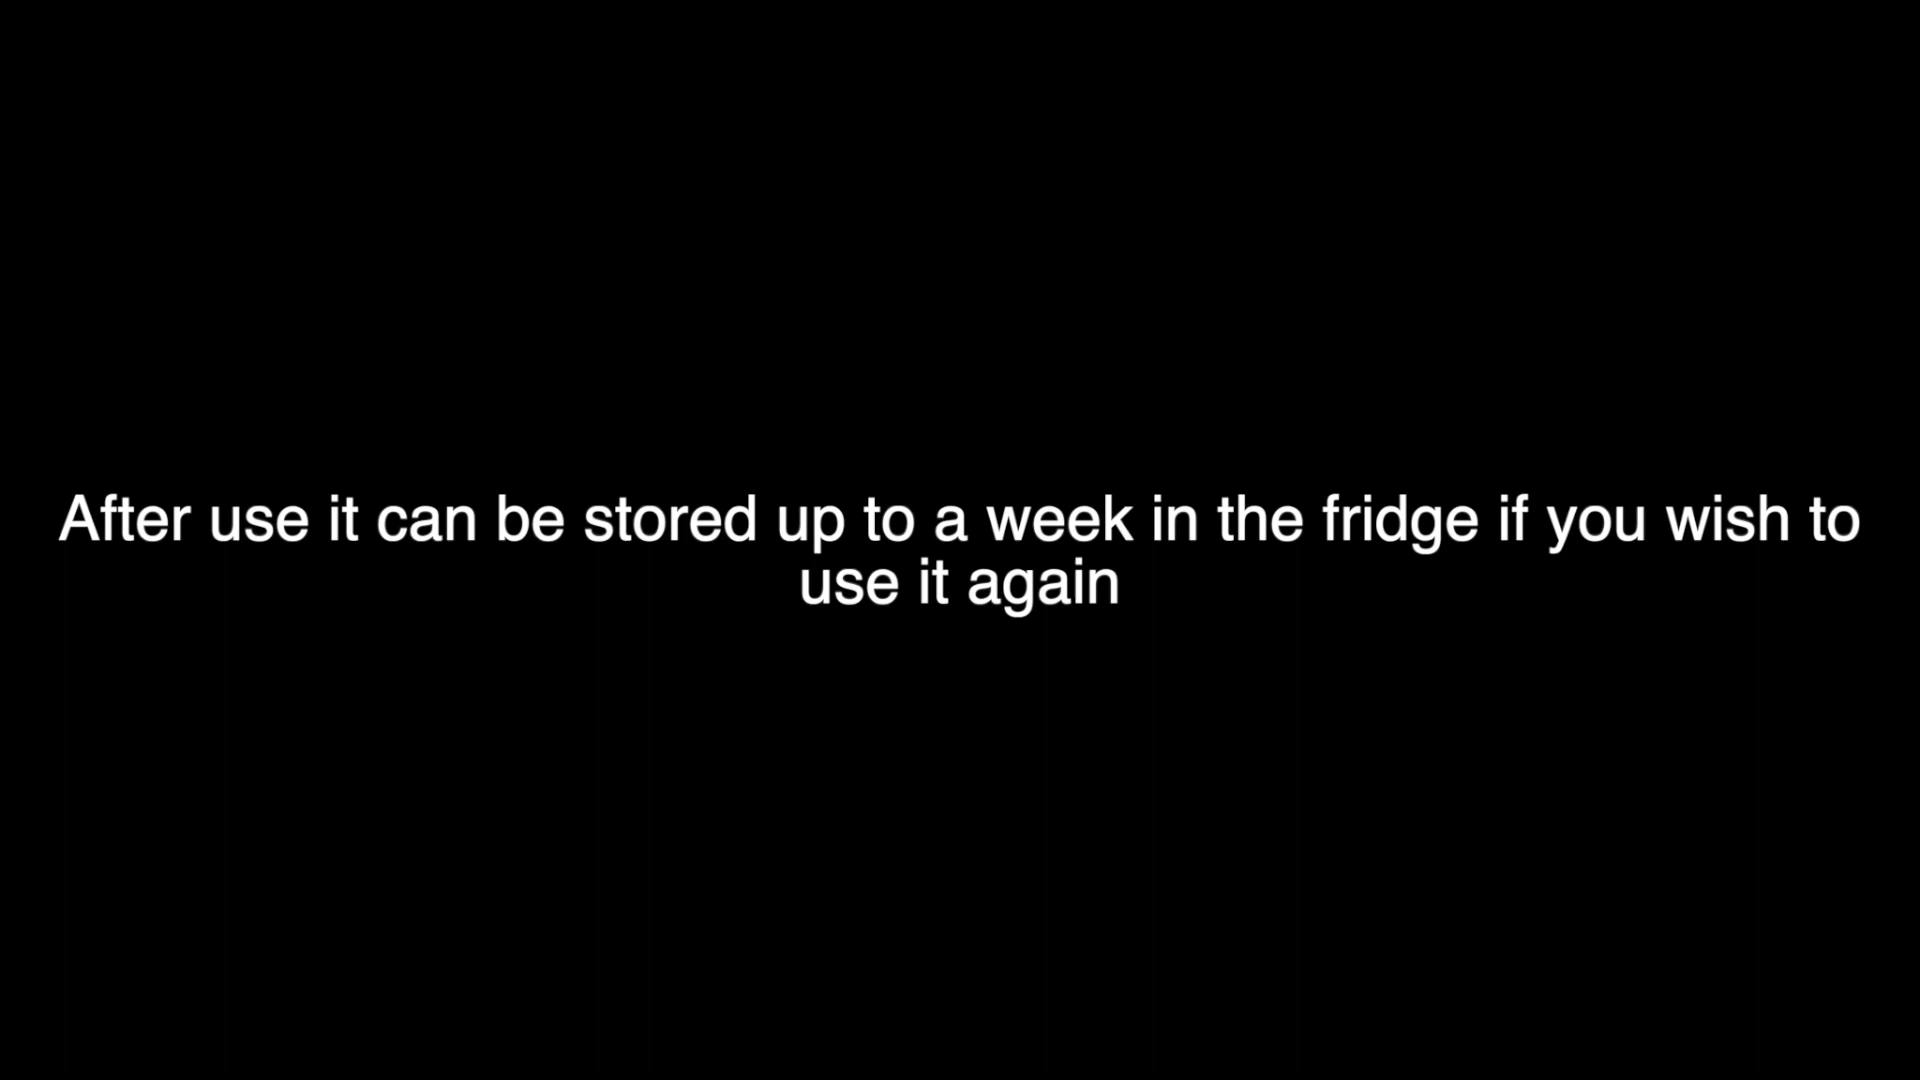 After use it can be stored up to a week in the fridge if you wish to
use it again